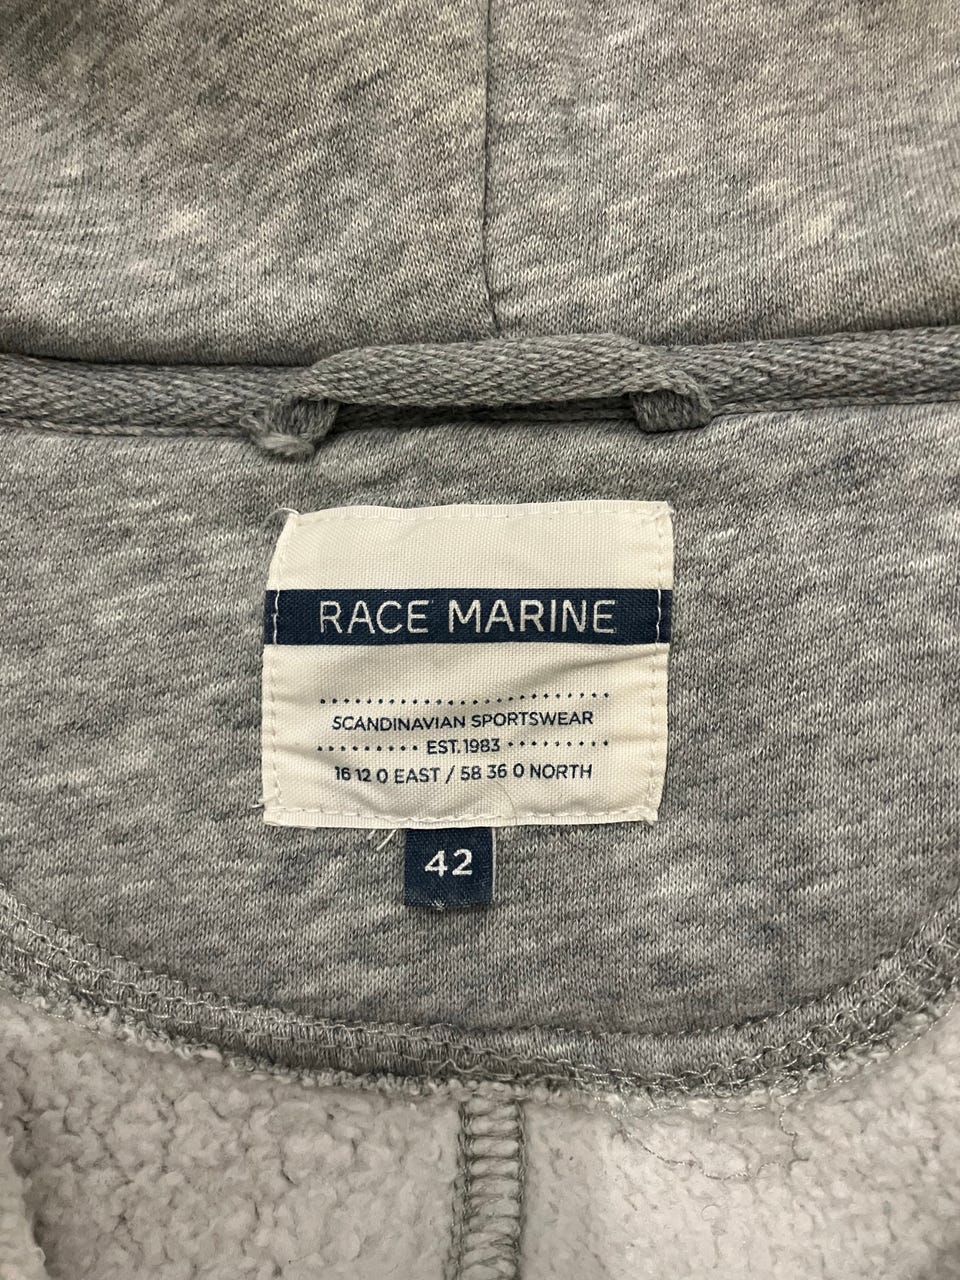 RACE MARINE
SCANDINAVIAN SPORTSWEAR
EST.1983
16 12 0 EAST / 58 36 0 NORTH
42